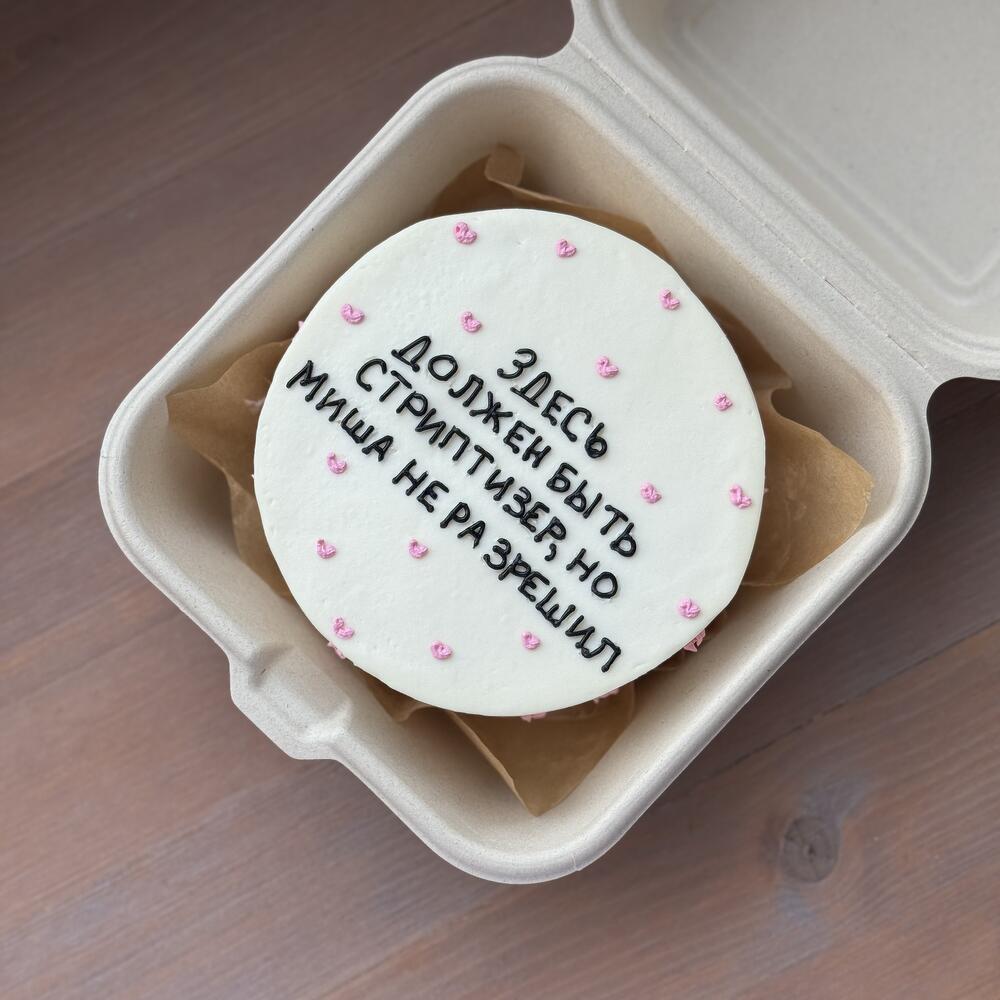 ЗДЕСЬ
ДОЛЖЕН БЫТЬ
СТРИПТИЗЕР, НО
МИША НЕ РАЗРЕШИЛ